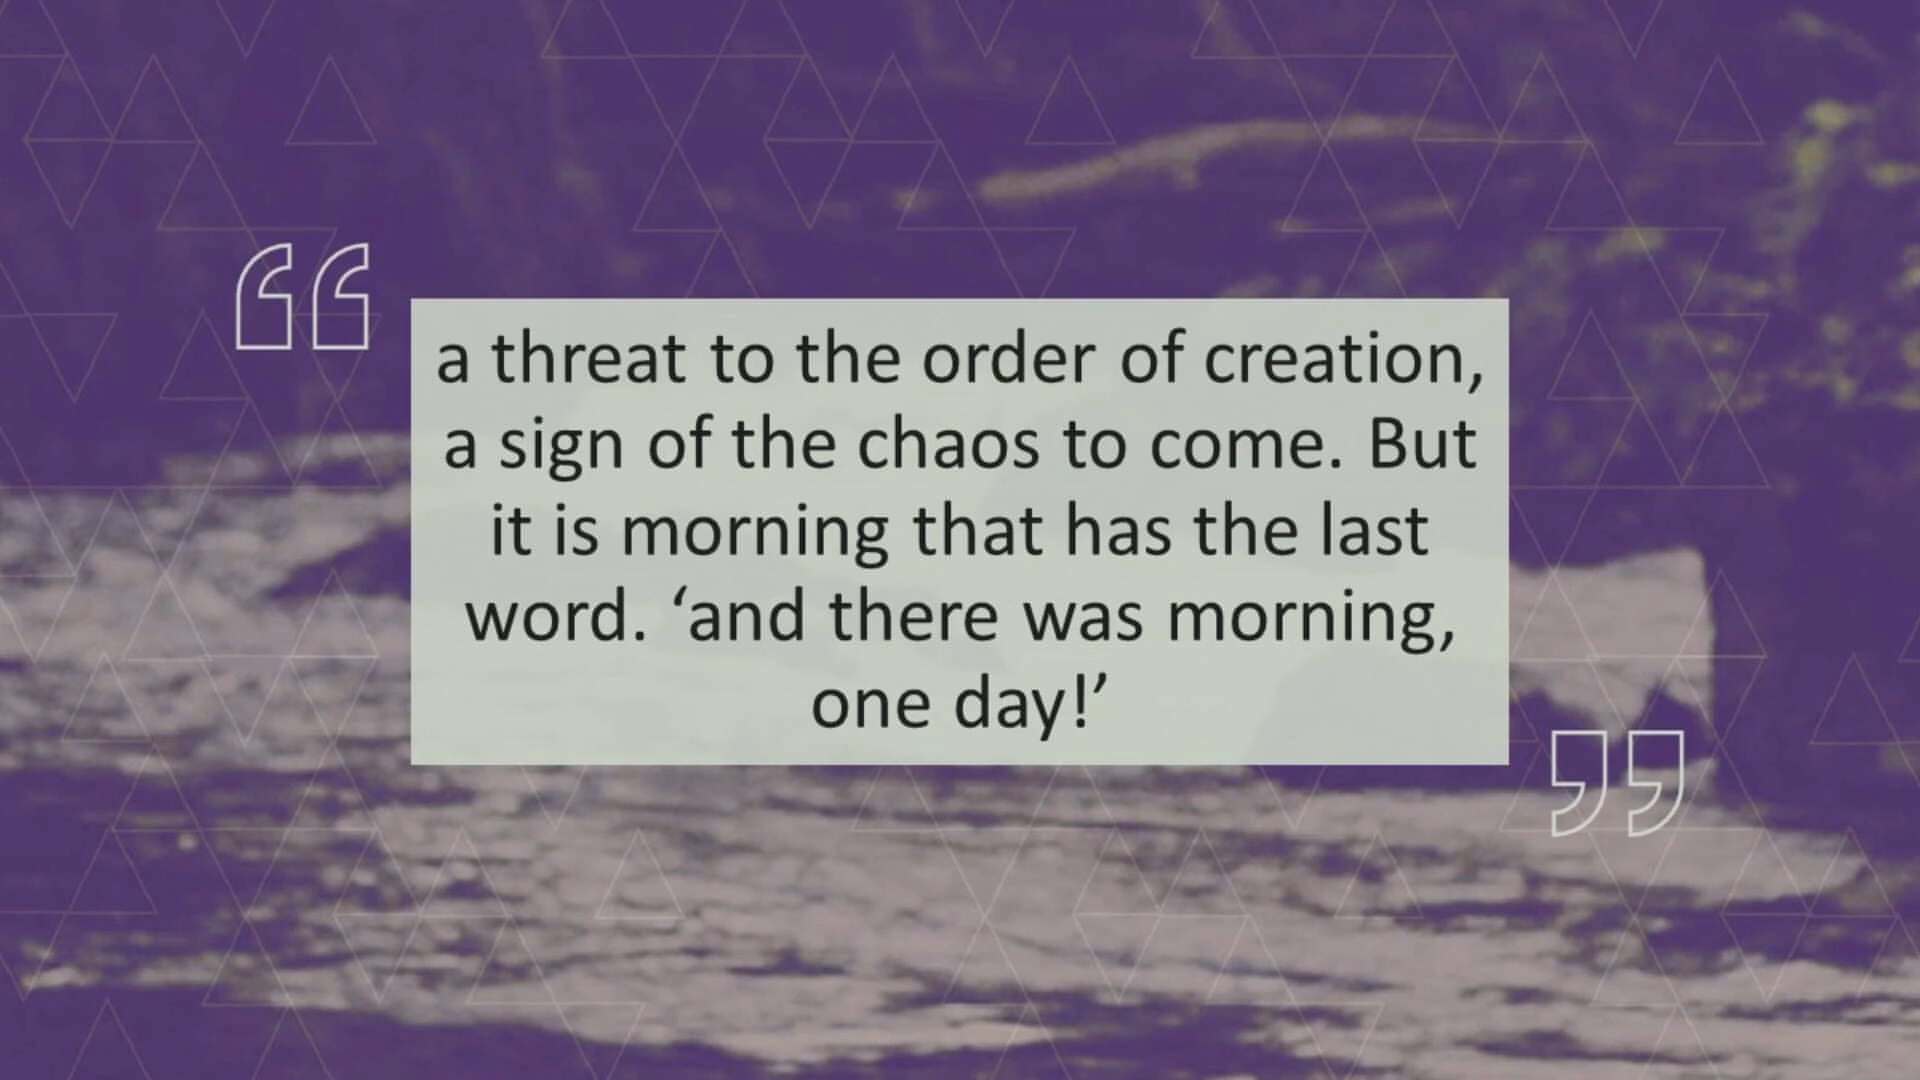 a threat to the order of creation,
a sign of the chaos to come. But
it is morning that has the last
word. ‘and there was morning,
one day!’